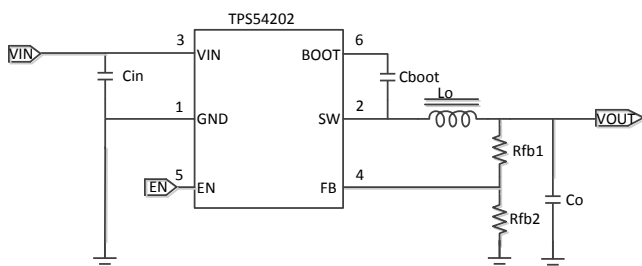 TPS54202
VIN
3
VIN
BOOT
6
Cin
Cboot
Lo
1
GND
SW
2
VOUT
Rfb1
EN
5
EN
FB
4
Rfb2
Co